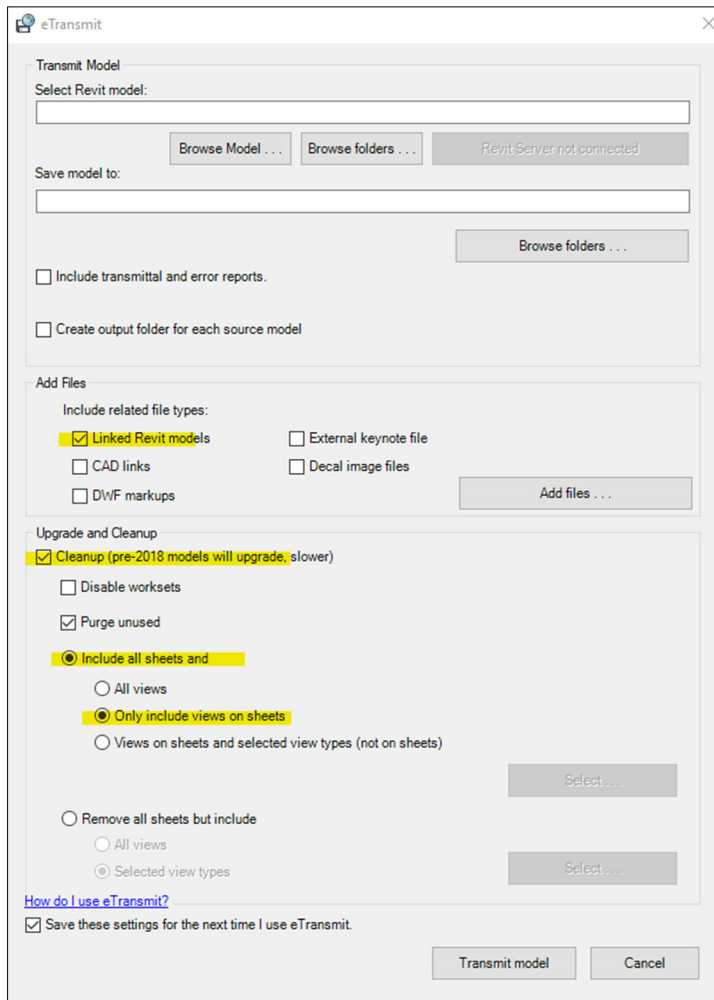 eTransmit
Transmit Model
Select Revit model:
Browse Model . . .
Browse folders . . .
Revit Server not connected
Save model to:
Browse folders . . .
Include transmittal and error reports.
Create output folder for each source model
Add Files
Include related file types:
Linked Revit models
External keynote file
CAD links
Decal image files
DWF markups
Add files . . .
Upgrade and Cleanup
Cleanup (pre-2018 models will upgrade, slower)
Disable worksets
Purge unused
Include all sheets and
All views
Only include views on sheets
Views on sheets and selected view types (not on sheets)
Select . . .
Remove all sheets but include
All views
Selected view types
Select . . .
How do I use eTransmit?
Save these settings for the next time I use eTransmit.
Transmit model
Cancel